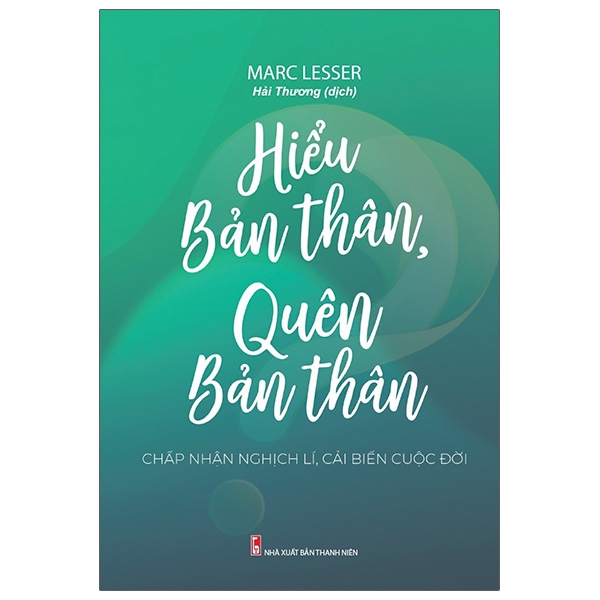 MARC LESSER
Hải Thương (dịch)
Hiểu
Bản thân,
Quên
Bản thân
CHẤP NHẬN NGHỊCH LÍ, CẢI BIẾN CUỘC ĐỜI
NHÀ XUẤT BẢN THANH NIÊN